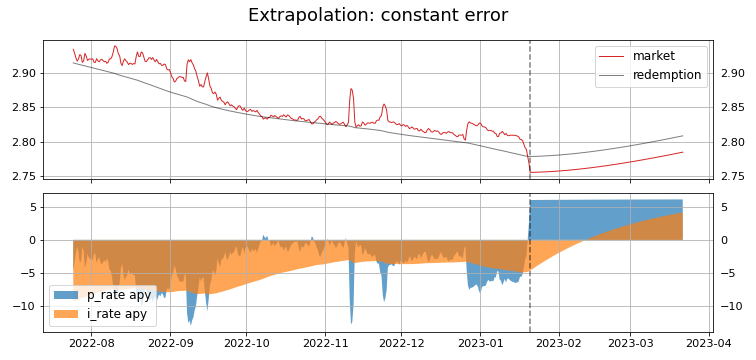 Extrapolation: constant error
2.90
2.85
2.80
2.75
market
redemption
2.90
2.85
2.80
2.75
5
0
−5
−10
p_rate apy
i_rate apy
5
0
−5
−10
2022-08 2022-09 2022-10 2022-11 2022-12 2023-01 2023-02 2023-03 2023-04